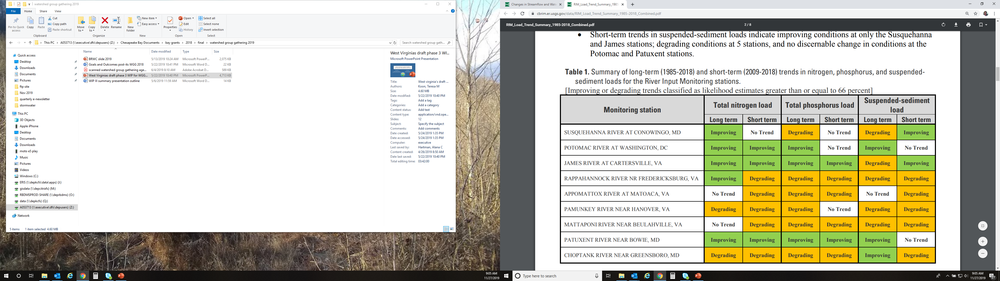 watershed group gathering 2019
File Home Share View
Pin to Quick access
Copy
Paste
Cut
Copy path
Paste shortcut
Clipboard
Move to
Copy to
Delete
Rename
Organize
New folder
New item
Easy access
New
Properties
Open
Edit
History
Open
Select all
Select none
Invert selection
Select
This PC > A053713 (\\executive\dfs\depusers) (Z:) > Chesapeake Bay Documents > bay grants > 2018 > final > watershed group gathering 2019
Search watershed group gath...
Quick access
Desktop
Downloads
Documents
Pictures
ftp site
Nov 2019
quarterly e-newsletter
stormwater
This PC
3D Objects
Apple iPhone
Desktop
Documents
Downloads
moto e5 play
Music
Pictures
Videos
Windows (C:)
ERIS (\\depkcfs\data\apps) (J:)
gisdata (\\depcitrixfs) (M:)
RBDMSPROD-SHARE (\\deprbdms) (O:)
data (\\depkcfs) (Q:)
A053713 (\\executive\dfs\depusers) (Z:)
Network
5 items 1 item selected 4.60 MB
Name Date modified Type Size
BRWC slide 2019 5/13/2019 10:24 AM Microsoft PowerP... 2,075 KB
Goals and Outcomes post-its WGG 2018 5/22/2019 10:41 PM Microsoft Word D... 22 KB
scanned watershed group gathering age... 6/4/2019 8:10 AM Adobe Acrobat D... 589 KB
West Virginias draft phase 3 WIP for WGG... 5/22/2019 10:40 PM Microsoft PowerP... 4,713 KB
WIP III summary presentation outline 5/6/2019 11:59 AM Microsoft Word D... 14 KB
West Virginias draft phase 3 WI...
Microsoft PowerPoint Presentation
Title: West virginia's draft ...
Authors: Koon, Teresa M
Size: 4.60 MB
Date modified: 5/22/2019 10:40 PM
Tags: Add a tag
Categories: Add a category
Content status: Add text
Content type: application/vnd.ope...
Slides: 12
Subject: Specify the subject
Comments: Add comments
Date created: 5/24/2019 1:35 PM
Date accessed: 5/24/2019 1:35 PM
Computer: executive
Last saved by: Hartman, Alana C
Content created: 4/26/2019 8:50 AM
Date last saved: 5/22/2019 10:40 PM
Total editing time: 03:42:00
9:05 AM
11/27/2019
Changes in Streamflow and Wate
RIM_Load_Trend_Summary_1985
cbrim.er.usgs.gov/data/RIM_Load_Trend_Summary_1985-2018_Combined.pdf
RIM_Load_Trend_Summary_1985-2018_Combined.pdf
2 / 8
• Short-term trends in suspended-sediment loads indicate improving conditions at only the Susquehanna
and James stations; degrading conditions at 5 stations, and no discernable change in conditions at the
Potomac and Patuxent stations.
Table 1. Summary of long-term (1985-2018) and short-term (2009-2018) trends in nitrogen, phosphorus, and suspended-
sediment loads for the River Input Monitoring stations.
[Improving or degrading trends classified as likelihood estimates greater than or equal to 66 percent]
Monitoring station Total nitrogen load Total phosphorus load Suspended-sediment load
Long term Short term Long term Short term Long term Short term
SUSQUEHANNA RIVER AT CONOWINGO, MD Improving No Trend Degrading No Trend Degrading Improving
POTOMAC RIVER AT WASHINGTON, DC Improving Improving Improving No Trend Improving No Trend
JAMES RIVER AT CARTERSVILLE, VA Improving Improving Improving Improving Degrading Improving
RAPPAHANNOCK RIVER NR FREDERICKSBURG, VA Improving Degrading Degrading Degrading Degrading Degrading
APPOMATTOX RIVER AT MATOACA, VA No Trend Degrading Degrading Degrading No Trend Degrading
PAMUNKEY RIVER NEAR HANOVER, VA Degrading Degrading Degrading No Trend Degrading Degrading
MATTAPONI RIVER NEAR BEULAHVILLE, VA No Trend Degrading Degrading Degrading Degrading Degrading
PATUXENT RIVER NEAR BOWIE, MD Improving Improving Improving Improving Improving No Trend
CHOPTANK RIVER NEAR GREENSBORO, MD Degrading Degrading Degrading Degrading Improving Degrading
Type here to search
9:05 AM
11/27/2019